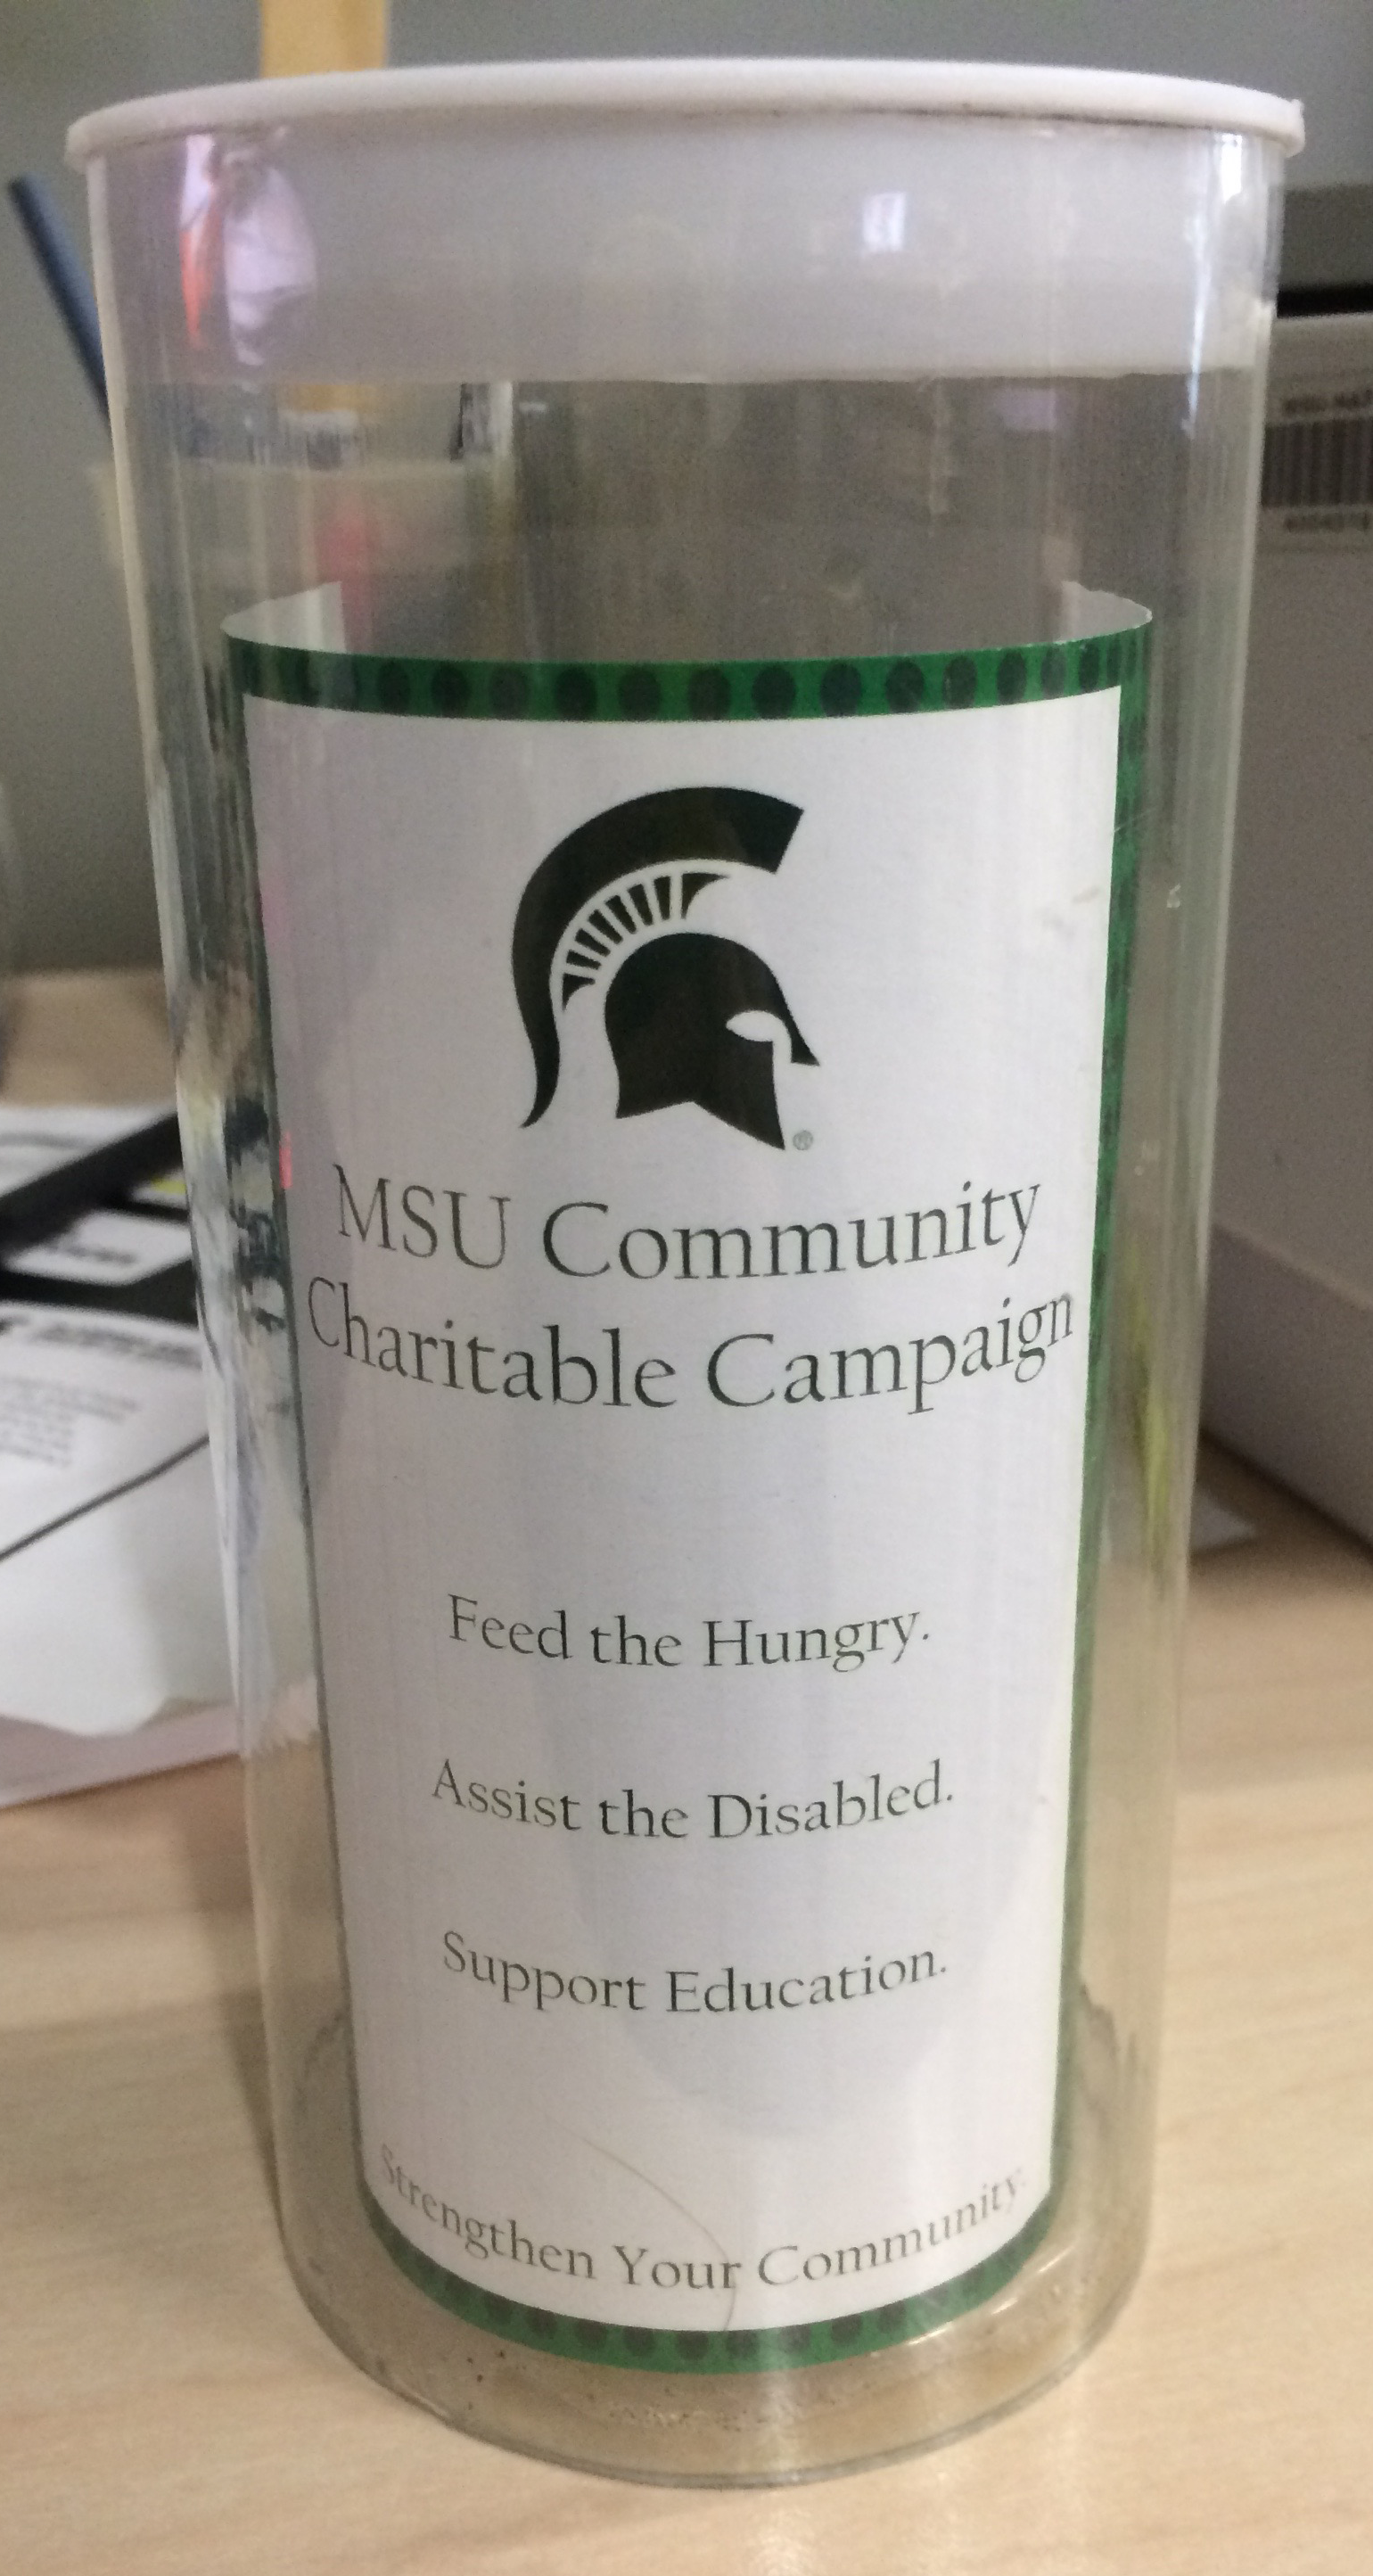 ®
MSU Community
Charitable Campaign
Feed the Hungry.
Assist the Disabled.
Support Education.
Strengthen Your Community.